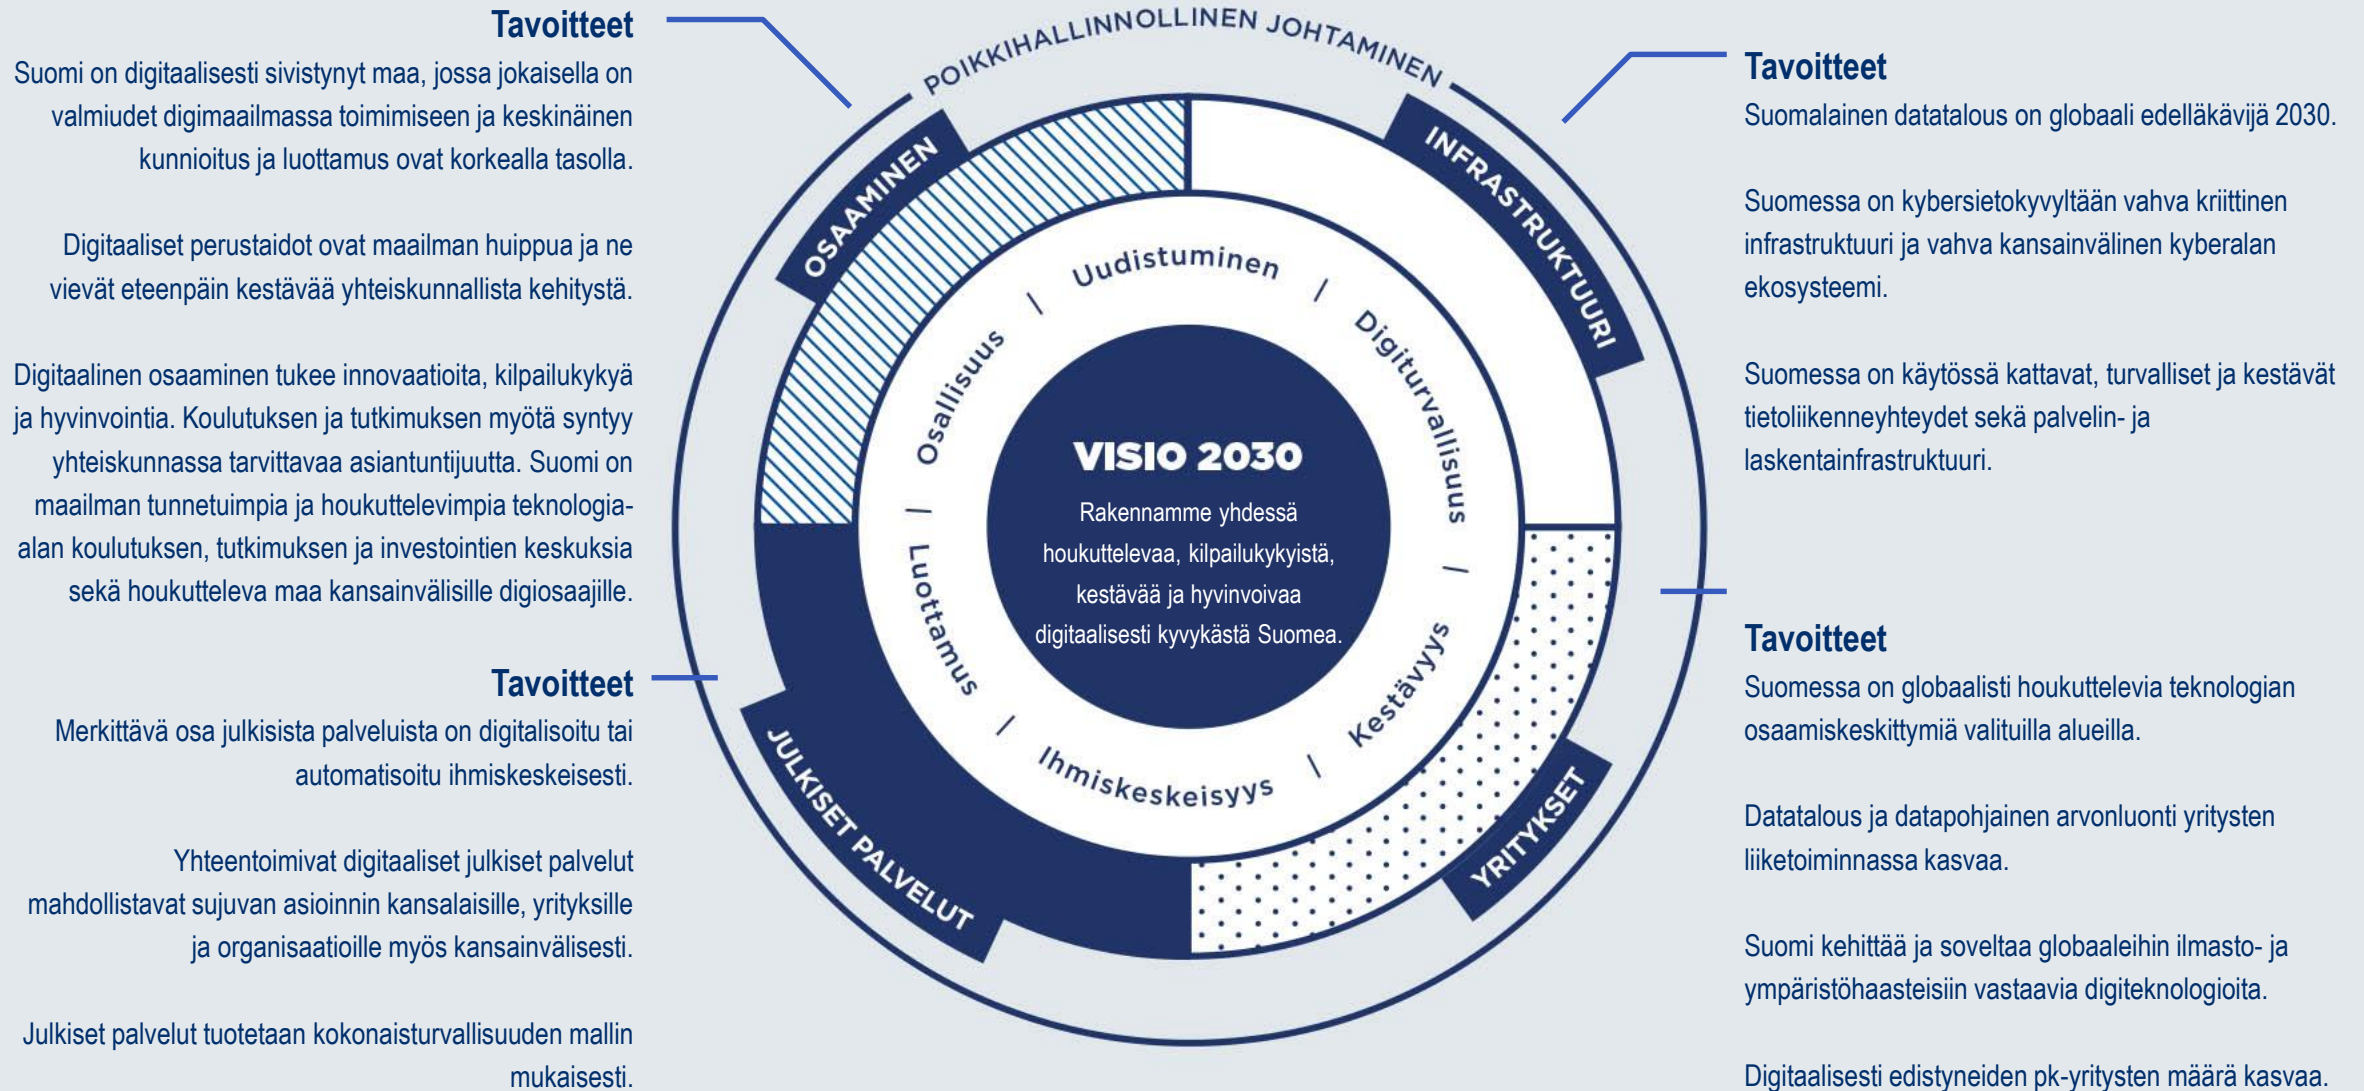 Tavoitteet
Suomi on digitaalisesti sivistynyt maa, jossa jokaisella on
valmiudet digimaailmassa toimimiseen ja keskinäinen
kunnioitus ja luottamus ovat korkealla tasolla.
Digitaaliset perustaidot ovat maailman huippua ja ne
vievät eteenpäin kestävää yhteiskunnallista kehitystä.
Digitaalinen osaaminen tukee innovaatioita, kilpailukykyä
ja hyvinvointia. Koulutuksen ja tutkimuksen myötä syntyy
yhteiskunnassa tarvittavaa asiantuntijuutta. Suomi on
maailman tunnetuimpia ja houkuttelevimpia teknologia-
alan koulutuksen, tutkimuksen ja investointien keskuksia
sekä houkutteleva maa kansainvälisille digiosaajille.
Tavoitteet
Merkittävä osa julkisista palveluista on digitalisoitu tai
automatisoitu ihmiskeskeisesti.
Yhteentoimivat digitaaliset julkiset palvelut
mahdollistavat sujuvan asioinnin kansalaisille, yrityksille
ja organisaatioille myös kansainvälisesti.
Julkiset palvelut tuotetaan kokonaisturvallisuuden mallin
mukaisesti.
POIKKIHALLINNOLLINEN JOHTAMINEN
OSAAMINEN
INFRASTRUKTUURI
YRITYKSET
JULKISET PALVELUT
Osallisuus | Uudistuminen | Digiturvallisuus | Kestävyys | Ihmiskeskeisyys | Luottamus |
VISIO 2030
Rakennamme yhdessä
houkuttelevaa, kilpailukykyistä,
kestävää ja hyvinvoivaa
digitaalisesti kyvykästä Suomea.
Tavoitteet
Suomalainen datatalous on globaali edelläkävijä 2030.
Suomessa on kybersietokyvyltään vahva kriittinen
infrastruktuuri ja vahva kansainvälinen kyberalan
ekosysteemi.
Suomessa on käytössä kattavat, turvalliset ja kestävät
tietoliikenneyhteydet sekä palvelin- ja
laskentainfrastruktuuri.
Tavoitteet
Suomessa on globaalisti houkuttelevia teknologian
osaamiskeskittymiä valituilla alueilla.
Datatalous ja datapohjainen arvonluonti yritysten
liiketoiminnassa kasvaa.
Suomi kehittää ja soveltaa globaaleihin ilmasto- ja
ympäristöhaasteisiin vastaavia digiteknologioita.
Digitaalisesti edistyneiden pk-yritysten määrä kasvaa.